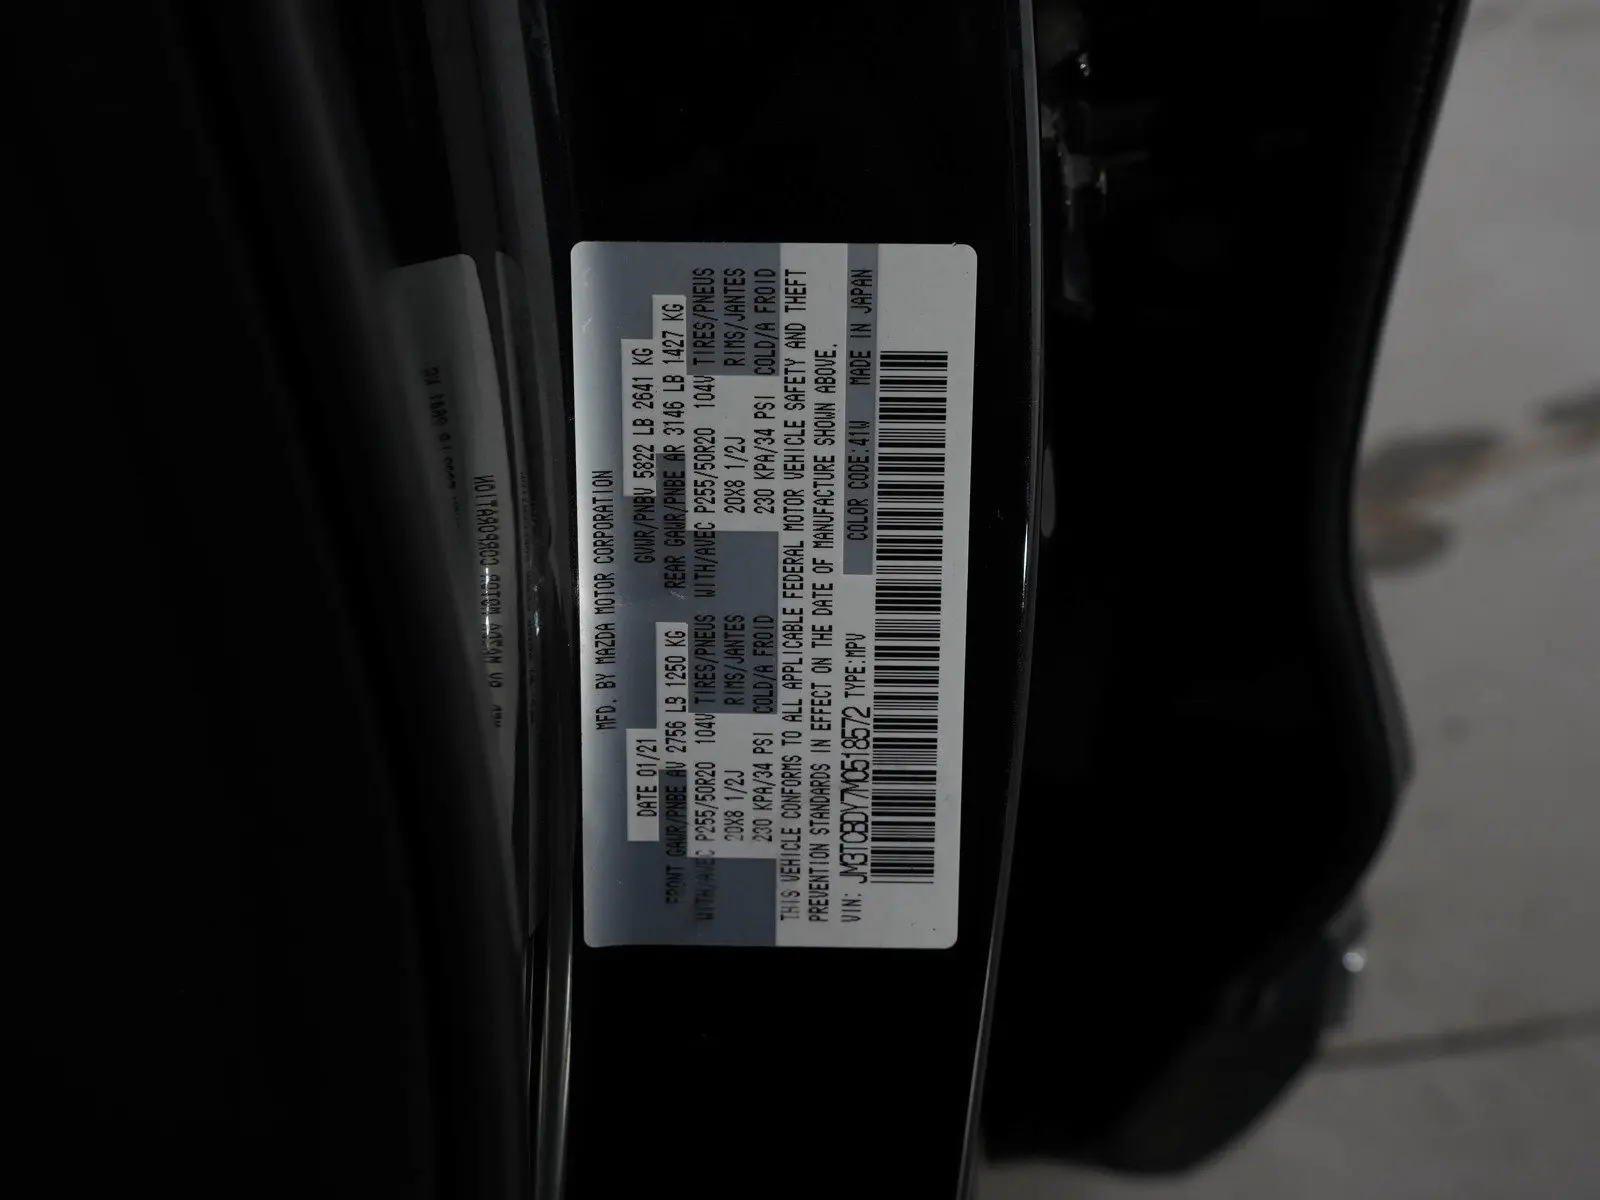 MFD. BY MAZDA MOTOR CORPORATION
DATE 01/21 GVWR/PNBV 5822 LB 2641 KG
FRONT GAWR/PNBE AV 2756 LB 1250 KG /REAR GAWR/PNBE AR 3146 LB 1427 KG
WITH/AVEC P255/50R20 104V TIRES/PNEUS WITH/AVEC P255/50R20 104V TIRES/PNEUS
20X8 1/2J RIMS/JANTES 20X8 1/2J RIMS/JANTES
230 KPA/34 PSI COLD/A FROID 230 KPA/34 PSI COLD/A FROID
THIS VEHICLE CONFORMS TO ALL APPLICABLE FEDERAL MOTOR VEHICLE SAFETY AND THEFT
PREVENTION STANDARDS IN EFFECT ON THE DATE OF MANUFACTURE SHOWN ABOVE.
VIN: JM3TCBDY7M0518572 TYPE:MPV COLOR CODE:41W MADE IN JAPAN